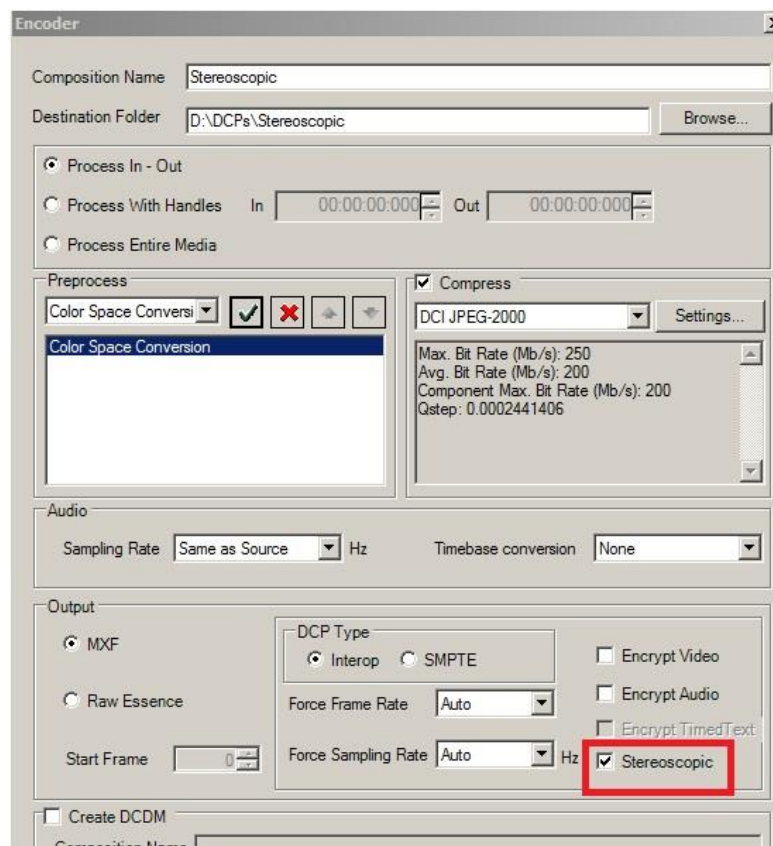 Encoder
Composition Name Stereoscopic
Destination Folder D:\DCPs\Stereoscopic Browse...
Process In - Out
Process With Handles In 00:00:00:000 Out 00:00:00:000
Process Entire Media
Preprocess
Compress
Color Space Conversi
DCI JPEG-2000 Settings...
Color Space Conversion
Max. Bit Rate (Mb/s): 250
Avg. Bit Rate (Mb/s): 200
Component Max. Bit Rate (Mb/s): 200
Qstep: 0.0002441406
Audio
Sampling Rate Same as Source Hz Timebase conversion None
Output
MXF
DCP Type
Interop SMPTE
Encrypt Video
Raw Essence
Force Frame Rate Auto
Encrypt Audio
Encrypt TimedText
Start Frame 0
Force Sampling Rate Auto Hz
Stereoscopic
Create DCDM
Composition Name